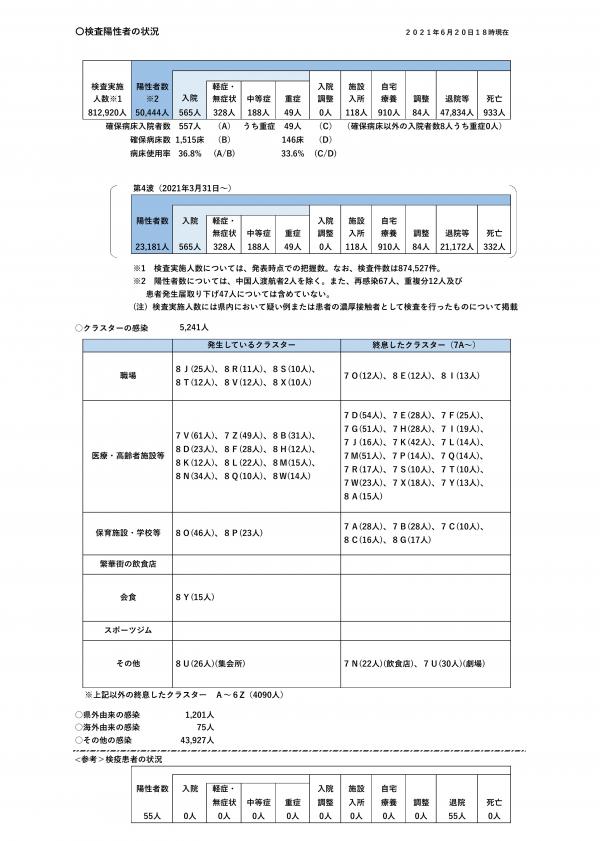 〇検査陽性者の状況
２０２１年６月２０日１８時現在
検査実施人数※1 陽性者数※2 入院 軽症・無症状 中等症 重症 入院調整 施設入所 自宅療養 調整 退院等 死亡
812,920人 50,444人 565人 328人 188人 49人 0人 118人 910人 84人 47,834人 933人
確保病床入院者数 557人 (A) うち重症 49人 (C) (確保病床以外の入院者数8人うち重症0人)
確保病床数 1,515床 (B) 146床 (D)
病床使用率 36.8% (A/B) 33.6% (C/D)
第4波（2021年3月31日～）
陽性者数 入院 軽症・無症状 中等症 重症 入院調整 施設入所 自宅療養 調整 退院等 死亡
23,181人 565人 328人 188人 49人 0人 118人 910人 84人 21,172人 332人
※1 検査実施人数については、発表時点での把握数。なお、検査件数は874,527件。
※2 陽性者数については、中国人渡航者2人を除く。また、再感染67人、重複分12人及び
患者発生届取り下げ47人については含めていない。
（注）検査実施人数には県内において疑い例または患者の濃厚接触者として検査を行ったものについて掲載
○クラスターの感染 5,241人
発生しているクラスター 終息したクラスター（7A～）
職場
８Ｊ(25人)、８Ｒ(11人)、８Ｓ(10人)、
８Ｔ(12人)、８Ｖ(12人)、８Ｘ(10人)
７Ｏ(12人)、８Ｅ(12人)、８Ｉ(13人)
医療・高齢者施設等
７Ｖ(61人)、７Ｚ(49人)、８Ｂ(31人)、
８Ｄ(23人)、８Ｆ(28人)、８Ｈ(12人)、
８Ｋ(12人)、８Ｌ(22人)、８Ｍ(15人)、
８Ｎ(34人)、８Ｑ(10人)、８Ｗ(14人)
７Ｄ(54人)、７Ｅ(28人)、７Ｆ(25人)、
７Ｇ(51人)、７Ｈ(28人)、７Ｉ(19人)、
７Ｊ(16人)、７Ｋ(42人)、７Ｌ(14人)、
７Ｍ(51人)、７Ｐ(14人)、７Ｑ(14人)、
７Ｒ(17人)、７Ｓ(10人)、７Ｔ(10人)、
７Ｗ(23人)、７Ｘ(18人)、７Ｙ(13人)、
８Ａ(15人)
保育施設・学校等
８Ｏ(46人)、８Ｐ(23人)
７Ａ(28人)、７Ｂ(28人)、７Ｃ(10人)、
８Ｃ(16人)、８Ｇ(17人)
繁華街の飲食店
会食
８Ｙ(15人)
スポーツジム
その他
８Ｕ(26人)(集会所)
７Ｎ(22人)(飲食店)、７Ｕ(30人)(劇場)
※上記以外の終息したクラスター Ａ～６Ｚ（4090人）
○県外由来の感染 1,201人
○海外由来の感染 75人
○その他の感染 43,927人
＜参考＞検疫患者の状況
陽性者数 入院 軽症・無症状 中等症 重症 入院調整 施設入所 自宅療養 調整 退院 死亡
55人 0人 0人 0人 0人 0人 0人 0人 0人 55人 0人